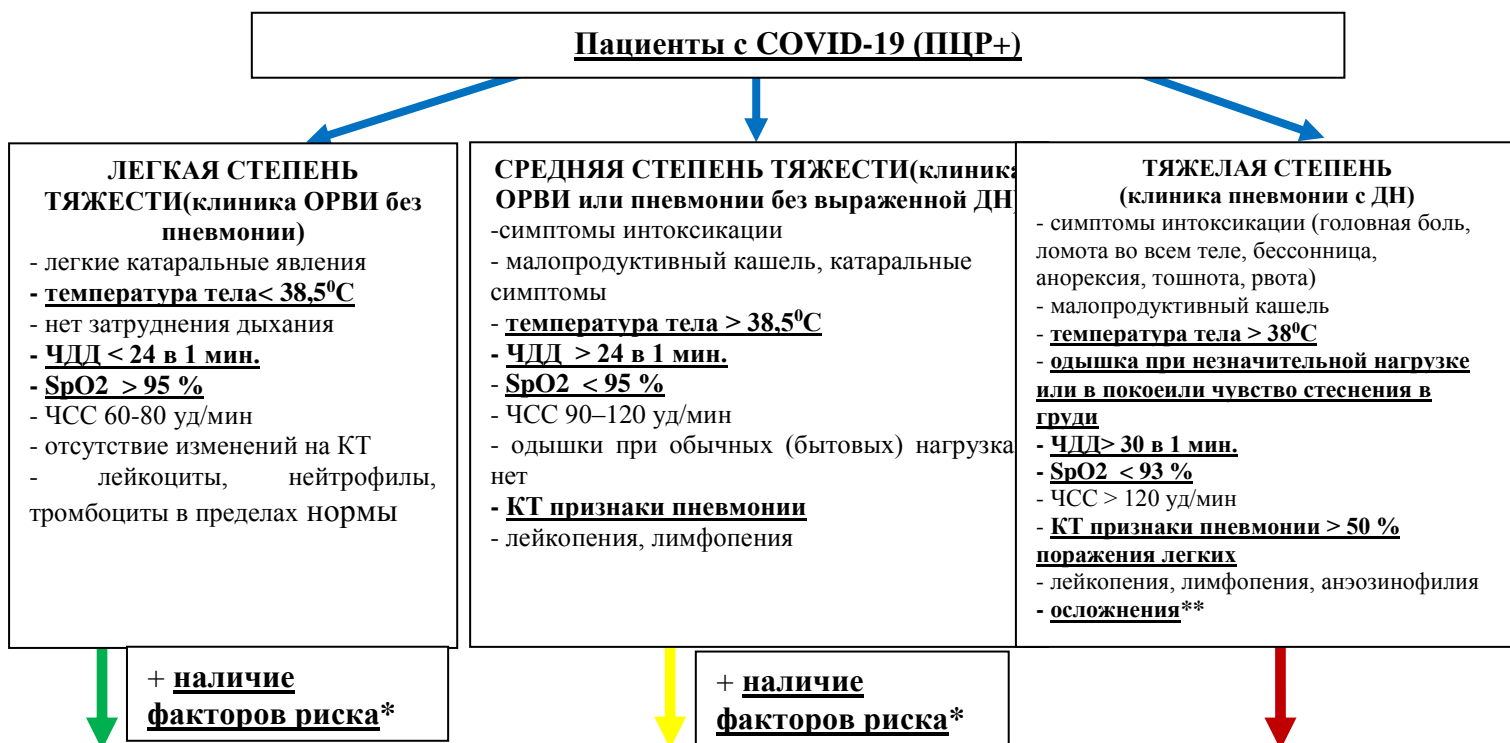 Пациенты с COVID-19 (ПЦР+)
ЛЕГКАЯ СТЕПЕНЬ
ТЯЖЕСТИ(клиника ОРВИ без
пневмонии)
- легкие катаральные явления
- температура тела< 38,5⁰С
- нет затруднения дыхания
- ЧДД < 24 в 1 мин.
- SpO2 > 95 %
- ЧСС 60-80 уд/мин
- отсутствие изменений на КТ
- лейкоциты, нейтрофилы,
тромбоциты в пределах нормы
СРЕДНЯЯ СТЕПЕНЬ ТЯЖЕСТИ(клиника
ОРВИ или пневмонии без выраженной ДН)
-симптомы интоксикации
- малопродуктивный кашель, катаральные
симптомы
- температура тела > 38,5⁰С
- ЧДД > 24 в 1 мин.
- SpO2 < 95 %
- ЧСС 90–120 уд/мин
- одышки при обычных (бытовых) нагрузка
нет
- КТ признаки пневмонии
- лейкопения, лимфопения
ТЯЖЕЛАЯ СТЕПЕНЬ
(клиника пневмонии с ДН)
- симптомы интоксикации (головная боль,
ломота во всем теле, бессонница,
анорексия, тошнота, рвота)
- малопродуктивный кашель
- температура тела > 38⁰С
- одышка при незначительной нагрузке
или в покоеили чувство стеснения в
груди
- ЧДД> 30 в 1 мин.
- SpO2 < 93 %
- ЧСС > 120 уд/мин
- КТ признаки пневмонии > 50 %
поражения легких
- лейкопения, лимфопения, анэозинофилия
- осложнения**
+ наличие
факторов риска*
+ наличие
факторов риска*